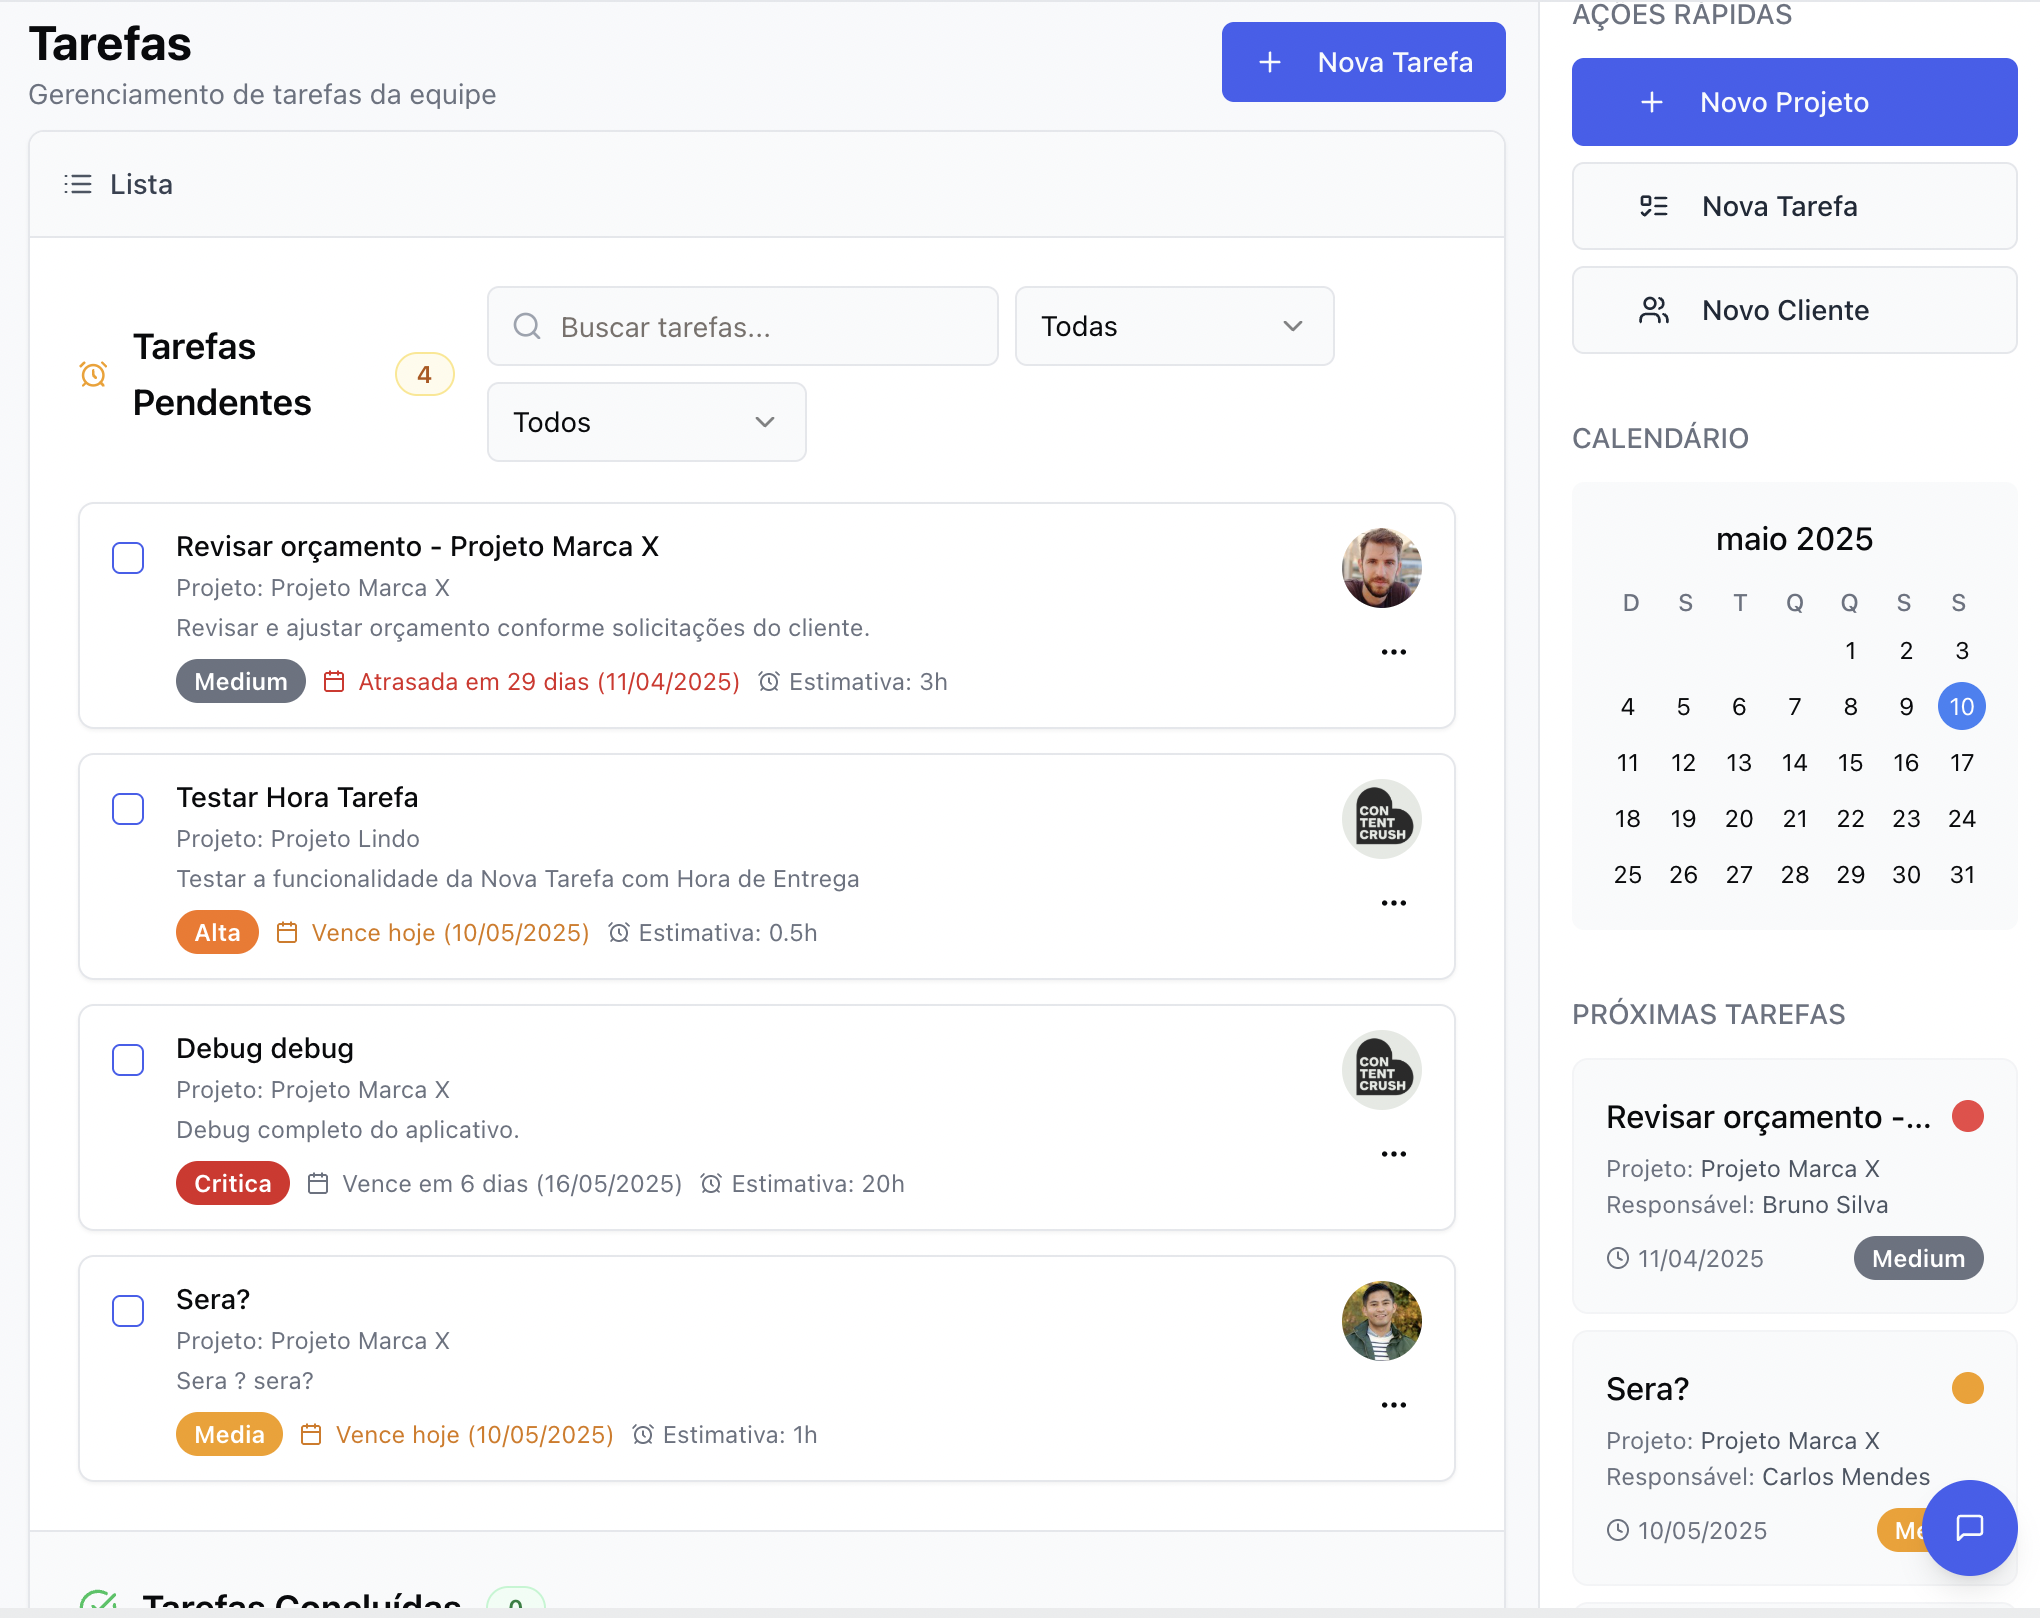 Tarefas
Gerenciamento de tarefas da equipe
Nova Tarefa
Lista
Tarefas
Pendentes
4
Buscar tarefas...
Todas
Todos
Revisar orçamento - Projeto Marca X
Projeto: Projeto Marca X
Revisar e ajustar orçamento conforme solicitações do cliente.
Medium
Atrasada em 29 dias (11/04/2025)
Estimativa: 3h
Testar Hora Tarefa
Projeto: Projeto Lindo
Testar a funcionalidade da Nova Tarefa com Hora de Entrega
Alta
Vence hoje (10/05/2025)
Estimativa: 0.5h
CON
TENT
CRUSH
Debug debug
Projeto: Projeto Marca X
Debug completo do aplicativo.
Critica
Vence em 6 dias (16/05/2025)
Estimativa: 20h
CON
TENT
CRUSH
Sera?
Projeto: Projeto Marca X
Sera ? sera?
Media
Vence hoje (10/05/2025)
Estimativa: 1h
Tarefas Concluídas
0
AÇÕES RÁPIDAS
Novo Projeto
Nova Tarefa
Novo Cliente
CALENDÁRIO
maio 2025
D S T Q Q S S
1 2 3
4 5 6 7 8 9 10
11 12 13 14 15 16 17
18 19 20 21 22 23 24
25 26 27 28 29 30 31
PRÓXIMAS TAREFAS
Revisar orçamento -...
Projeto: Projeto Marca X
Responsável: Bruno Silva
11/04/2025
Medium
Sera?
Projeto: Projeto Marca X
Responsável: Carlos Mendes
10/05/2025